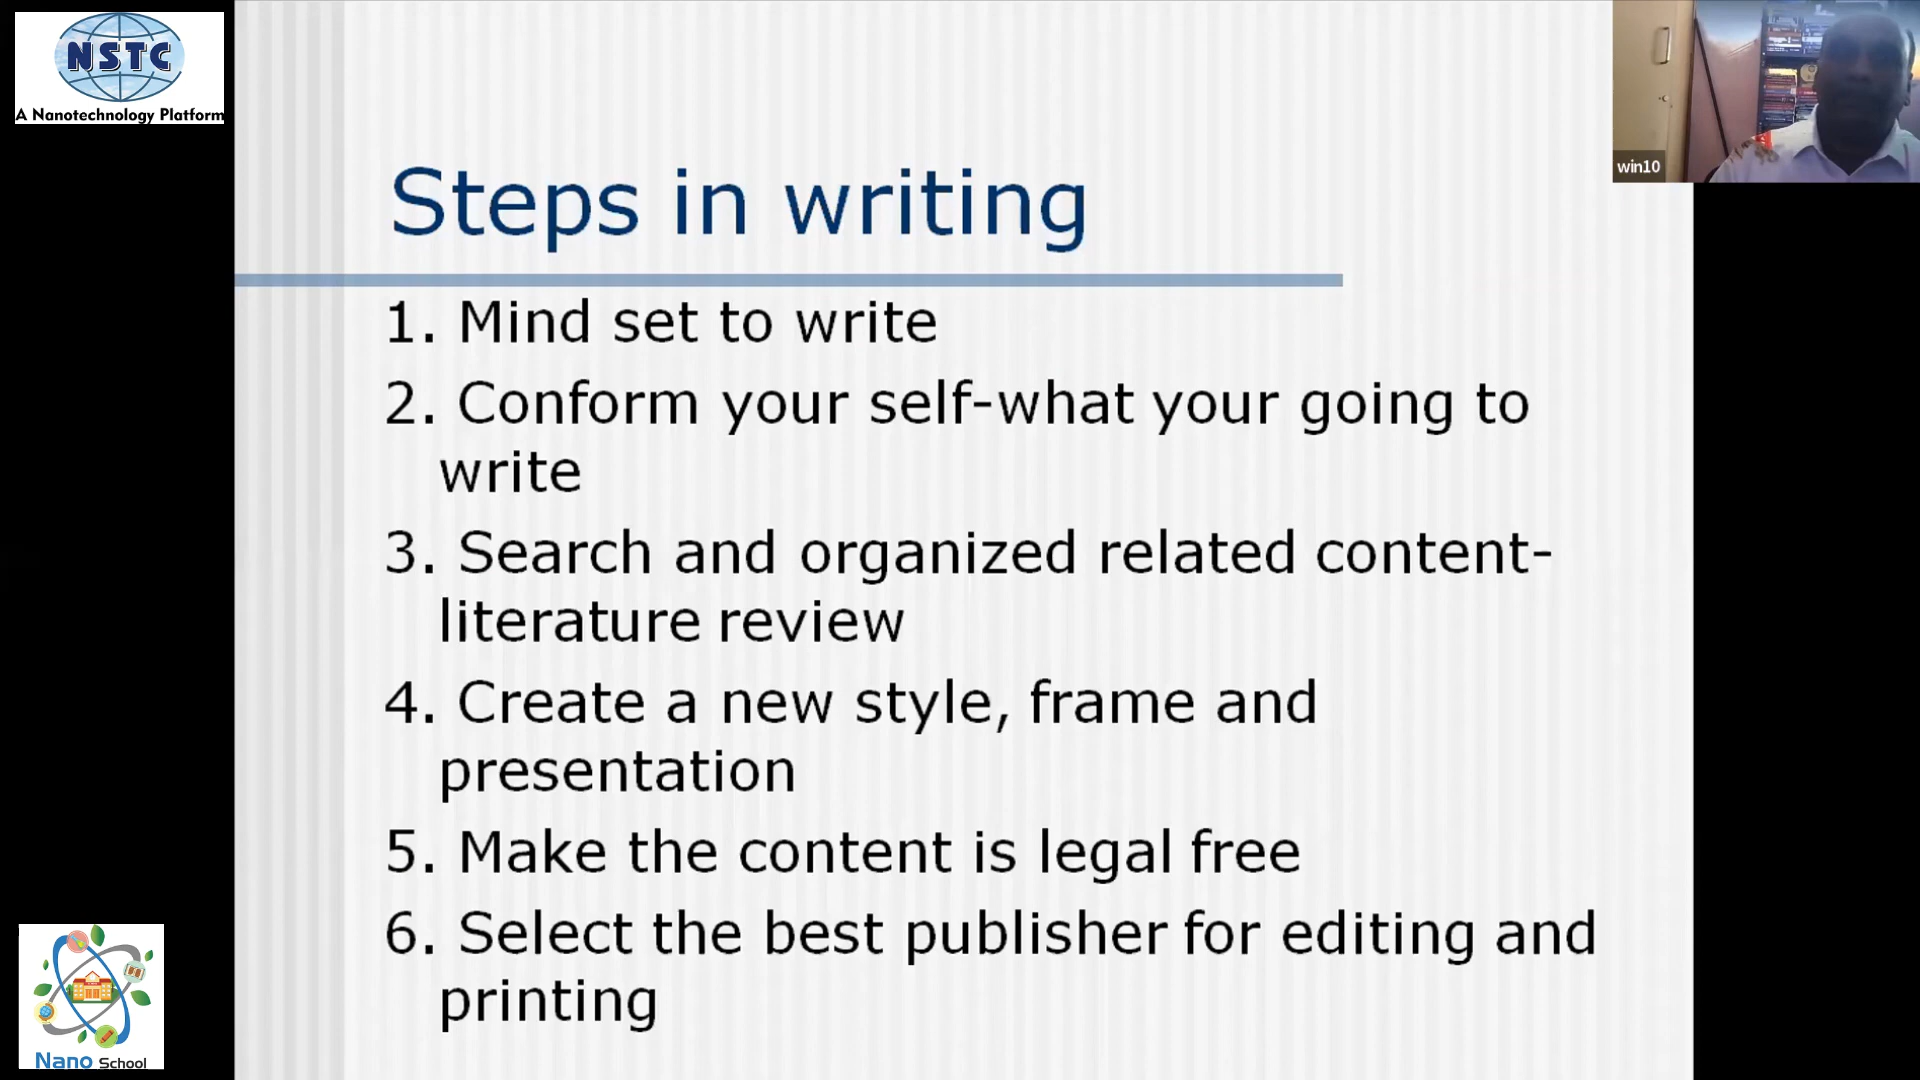 NSTC
A Nanotechnology Platform
win10
Steps in writing
1. Mind set to write
2. Conform your self-what your going to
write
3. Search and organized related content-
literature review
4. Create a new style, frame and
presentation
5. Make the content is legal free
6. Select the best publisher for editing and
printing
Nano School